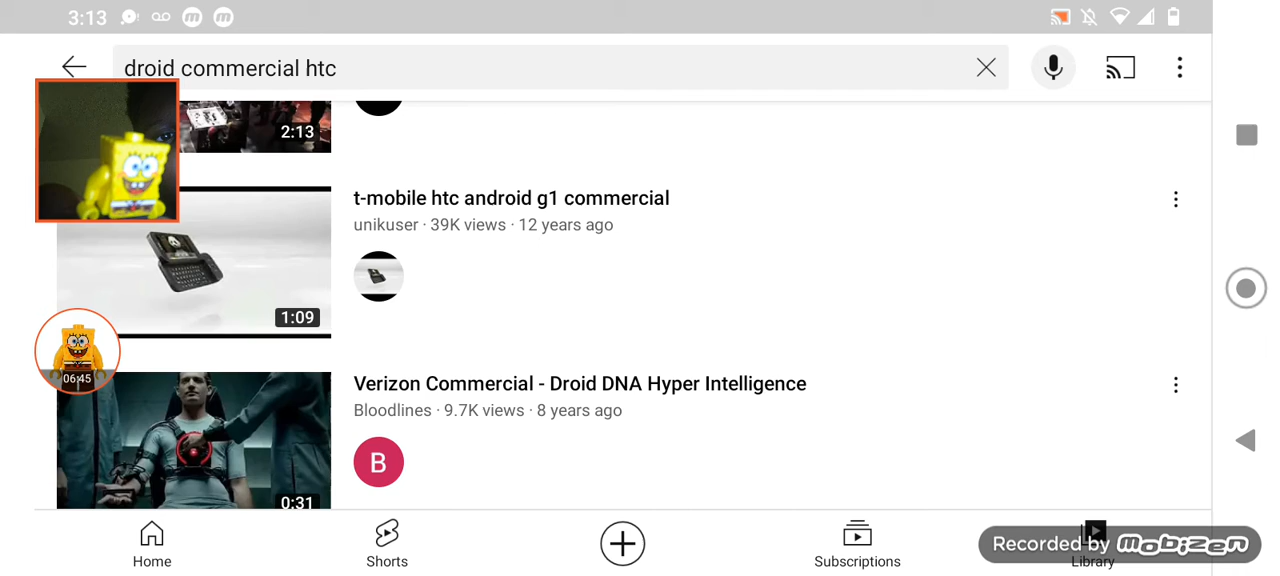 3:13
droid commercial htc
2:13
t-mobile htc android g1 commercial
unikuser · 39K views · 12 years ago
1:09
06:45
Verizon Commercial - Droid DNA Hyper Intelligence
Bloodlines · 9.7K views · 8 years ago
B
0:31
Home
Shorts
Subscriptions
Library
Recorded by mobizen